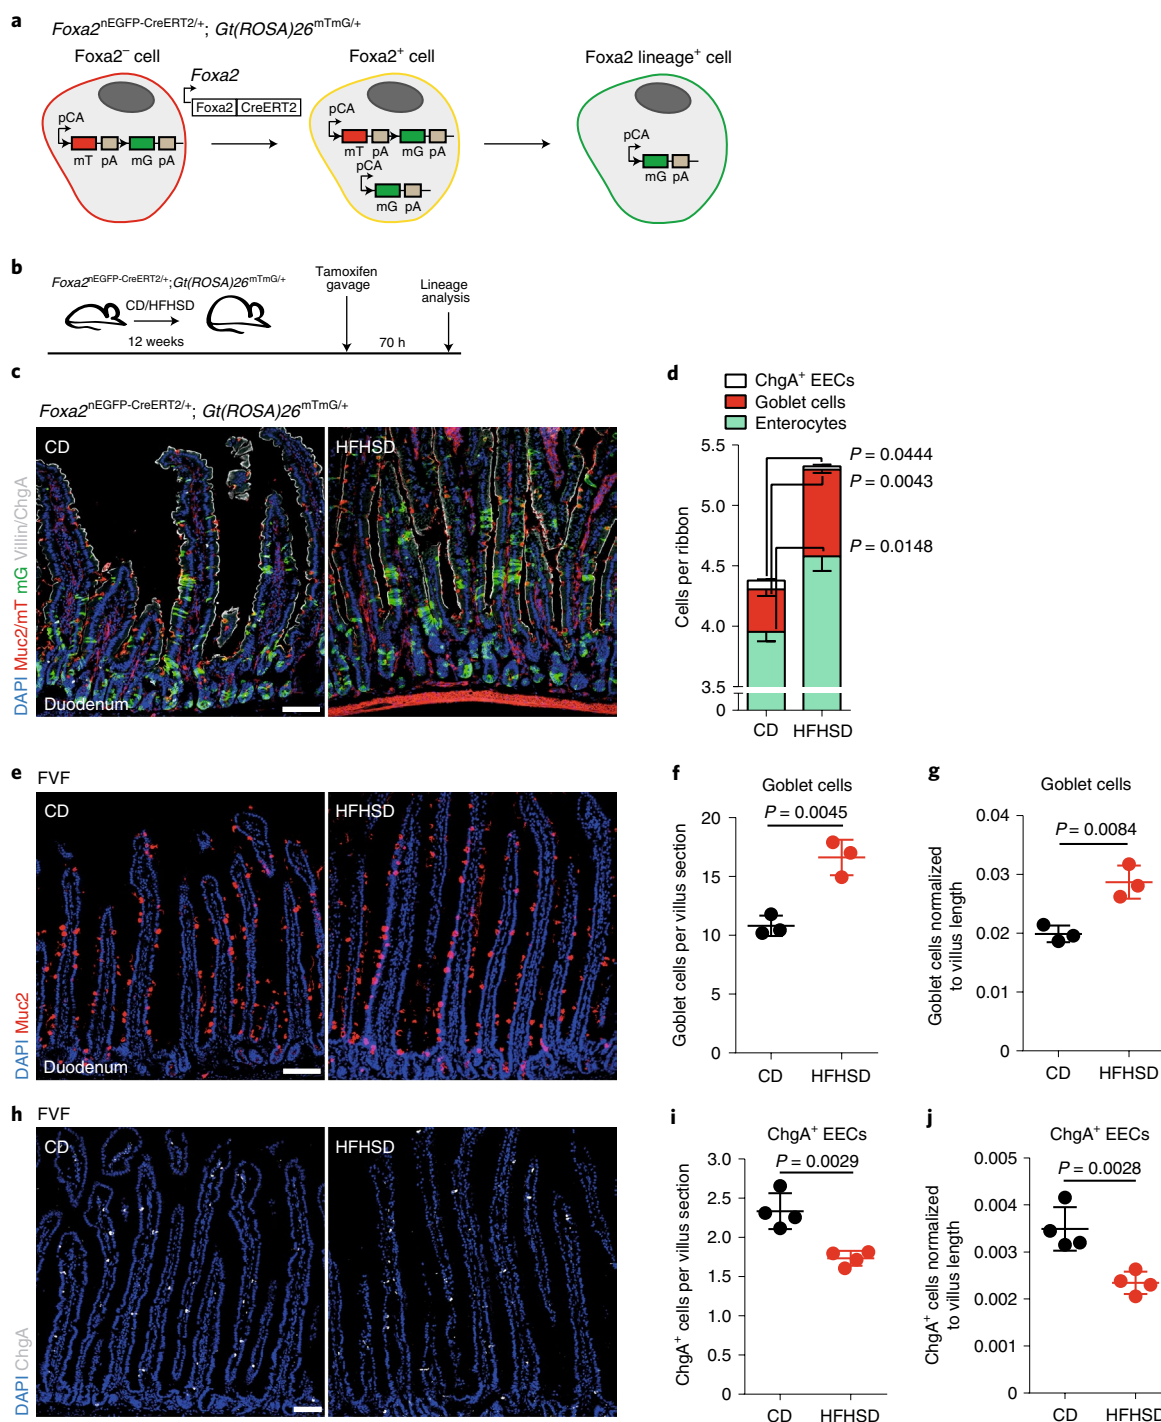 a
Foxa2nEGFP-CreERT2/+; Gt(ROSA)26mTmG/+
Foxa2– cell
Foxa2+ cell
Foxa2 lineage+ cell
Foxa2
Foxa2 CreERT2
pCA
mT pA mG pA
pCA
mT pA mG pA
pCA
mG pA
pCA
mG pA
b
Foxa2nEGFP-CreERT2/+;Gt(ROSA)26mTmG/+
CD/HFHSD
12 weeks
Tamoxifen
gavage
70 h
Lineage
analysis
c
Foxa2nEGFP-CreERT2/+; Gt(ROSA)26mTmG/+
DAPI Muc2/mT mG Villin/ChgA
CD
HFHSD
Duodenum
d
ChgA+ EECs
Goblet cells
Enterocytes
Cells per ribbon
5.5
5.0
4.5
4.0
3.5
0
P = 0.0444
P = 0.0043
P = 0.0148
CD HFHSD
e FVF
DAPI Muc2
CD
HFHSD
Duodenum
f
Goblet cells
P = 0.0045
Goblet cells per villus section
20
15
10
5
0
CD HFHSD
g
Goblet cells
P = 0.0084
Goblet cells normalized
to villus length
0.04
0.03
0.02
0.01
0
CD HFHSD
h FVF
DAPI ChgA
CD
HFHSD
i
ChgA+ EECs
P = 0.0029
ChgA+ cells per villus section
3.0
2.5
2.0
1.5
1.0
0.5
0
CD HFHSD
j
ChgA+ EECs
P = 0.0028
ChgA+ cells normalized
to villus length
0.005
0.004
0.003
0.002
0.001
0
CD HFHSD